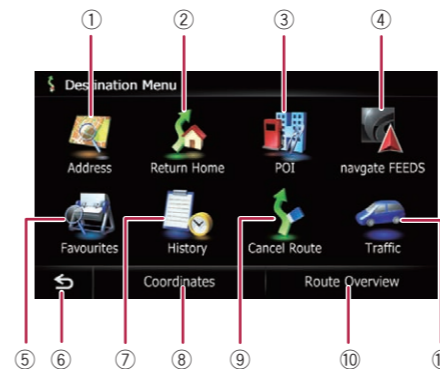 ① ② ③ ④
Destination Menu
Address Return Home POI navgate FEEDS
Favourites History Cancel Route Traffic
Coordinates Route Overview
⑤ ⑥ ⑦ ⑧ ⑨ ⑩